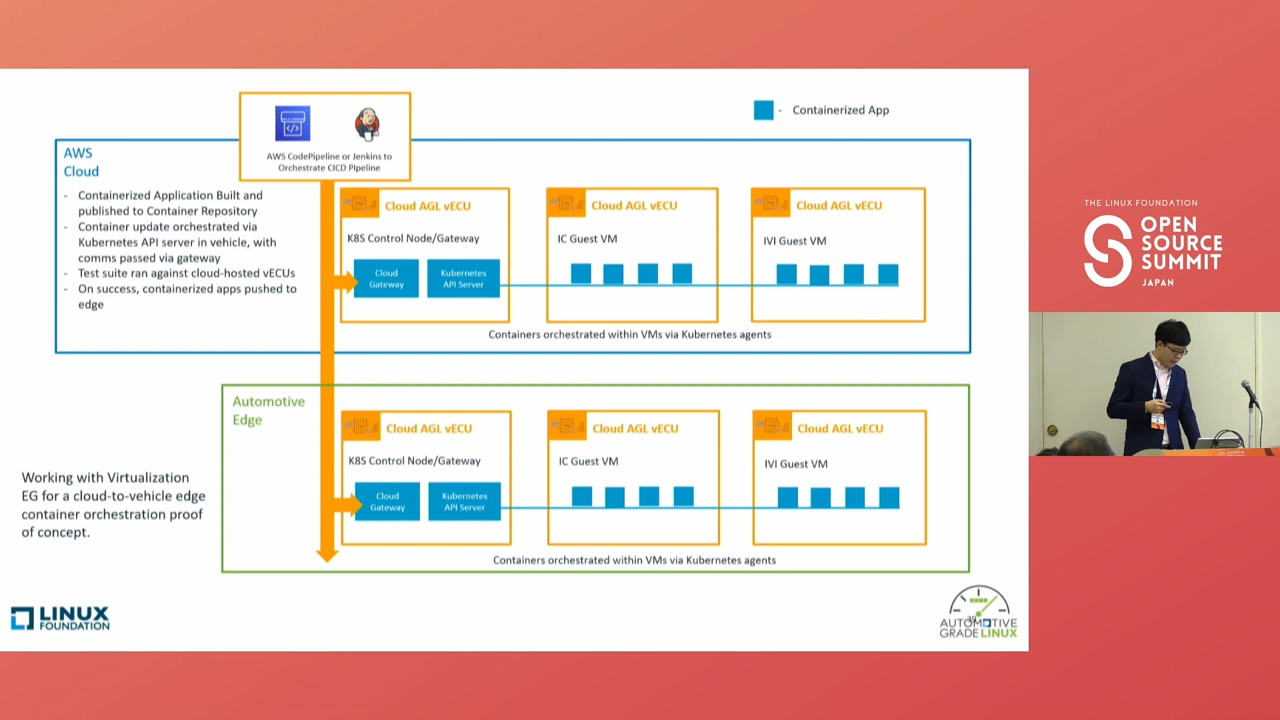 AWS CodePipeline or Jenkins to
Orchestrate CICD Pipeline
- Containerized App
AWS
Cloud
- Containerized Application Built and
published to Container Repository
- Container update orchestrated via
Kubernetes API server in vehicle, with
comms passed via gateway
- Test suite ran against cloud-hosted vECUs
- On success, containerized apps pushed to
edge
Cloud AGL vECU
K8S Control Node/Gateway
Cloud
Gateway
Kubernetes
API Server
Cloud AGL vECU
IC Guest VM
Cloud AGL vECU
IVI Guest VM
Containers orchestrated within VMs via Kubernetes agents
Automotive
Edge
Cloud AGL vECU
K8S Control Node/Gateway
Cloud
Gateway
Kubernetes
API Server
Cloud AGL vECU
IC Guest VM
Cloud AGL vECU
IVI Guest VM
Containers orchestrated within VMs via Kubernetes agents
Working with Virtualization
EG for a cloud-to-vehicle edge
container orchestration proof
of concept.
LINUX
FOUNDATION
AUTOMOTIVE
GRADE LINUX
THE LINUX FOUNDATION
OPEN
SOURCE
SUMMIT
JAPAN